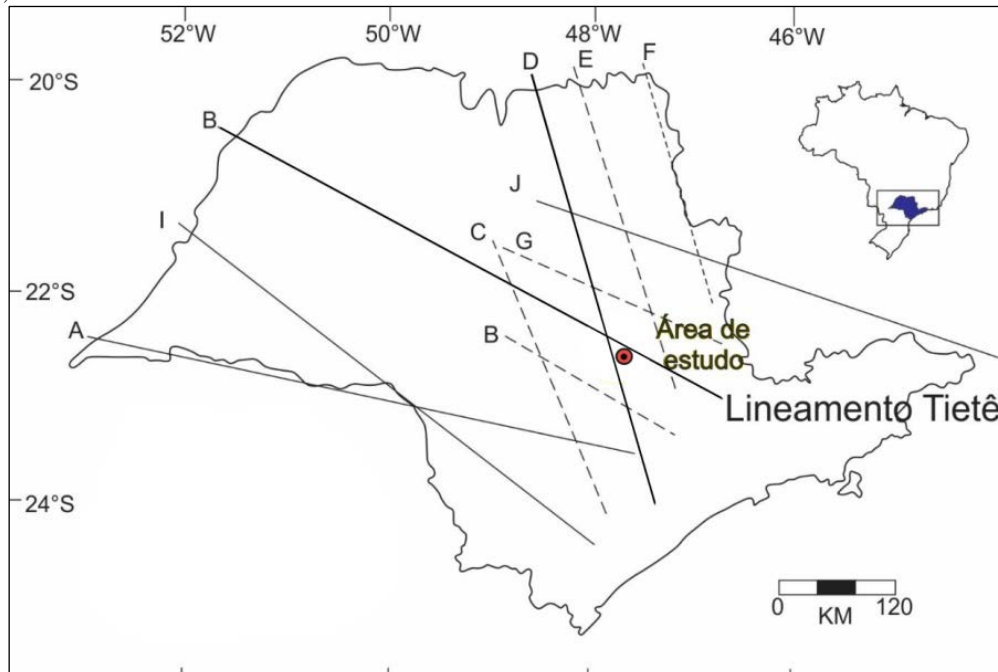 52°W 50°W 48°W 46°W
20°S
D E F
B
J
I
C G
22°S
A
B
Área de
estudo
Lineamento Tietê
24°S
0 KM 120